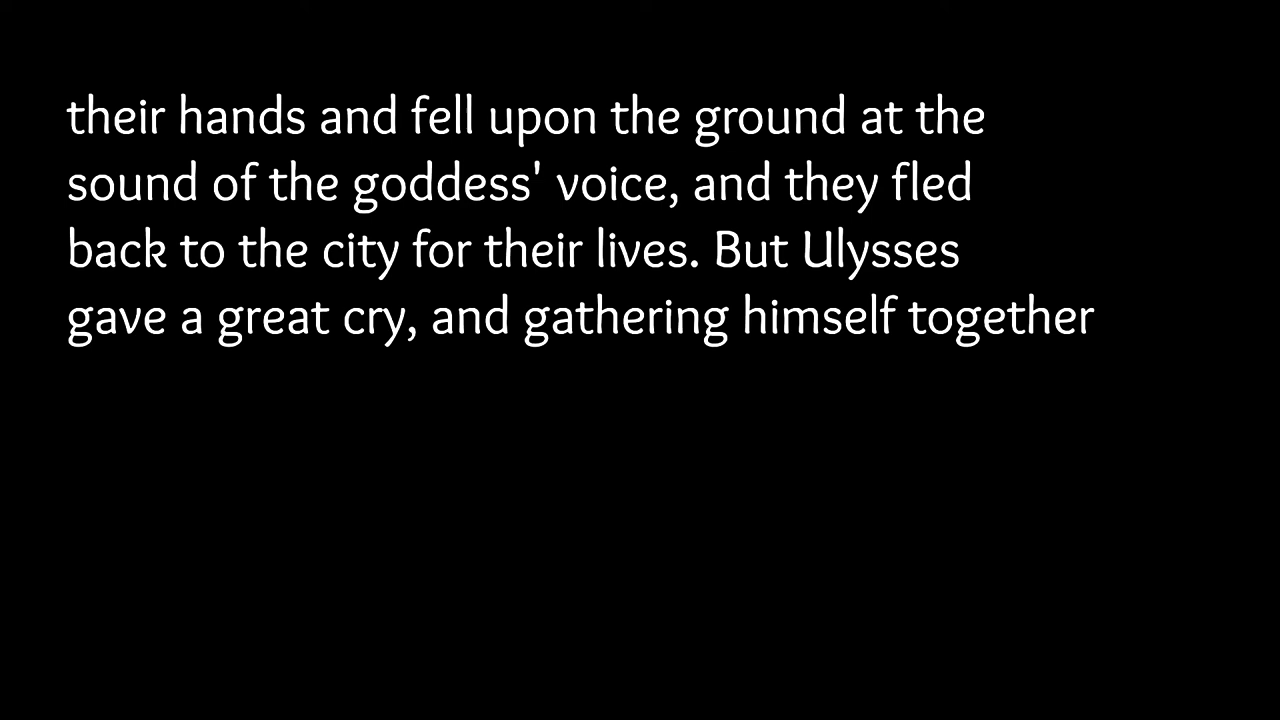 their hands and fell upon the ground at the
sound of the goddess' voice, and they fled
back to the city for their lives. But Ulysses
gave a great cry, and gathering himself together